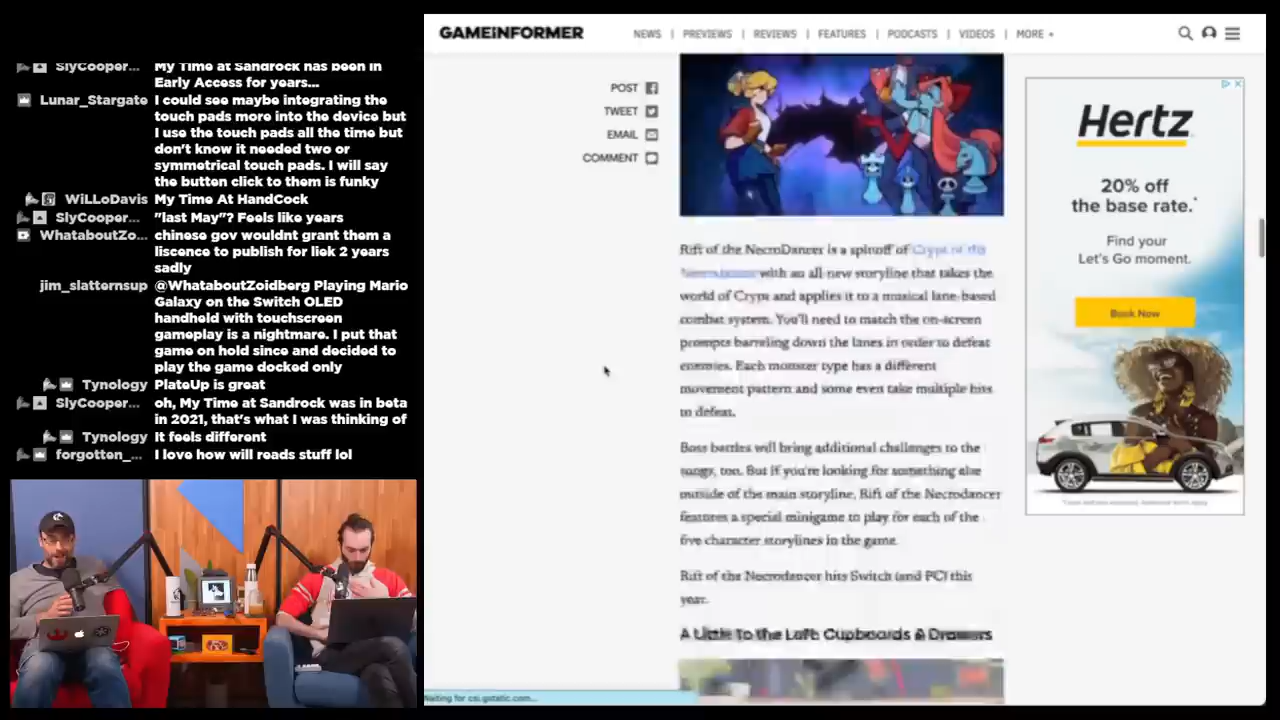 SlyCooper... My Time at Sandrock has been in
Early Access for years...
Lunar_Stargate I could see maybe integrating the
touch pads more into the device but
I use the touch pads all the time but
don't know it needed two or
symmetrical touch pads. I will say
the butten click to them is funky
WiLLoDavis My Time At HandCock
SlyCooper... "last May"? Feels like years
WhataboutZo... chinese gov wouldnt grant them a
liscence to publish for liek 2 years
sadly
jim_slatternsup @WhataboutZoidberg Playing Mario
Galaxy on the Switch OLED
handheld with touchscreen
gameplay is a nightmare. I put that
game on hold since and decided to
play the game docked only
Tynology PlateUp is great
SlyCooper... oh, My Time at Sandrock was in beta
in 2021, that's what I was thinking of
Tynology It feels different
forgotten_... I love how will reads stuff lol
GAMEINFORMER
NEWS | PREVIEWS | REVIEWS | FEATURES | PODCASTS | VIDEOS | MORE +
POST
TWEET
EMAIL
COMMENT
Rift of the NecroDancer is a spinoff of Crypt of the
Necrodancer with an all-new storyline that takes the
world of Crypt and applies it to a musical lane-based
combat system. You'll need to match the on-screen
prompts barreling down the lanes in order to defeat
enemies. Each monster type has a different
movement pattern and some even take multiple hits
to defeat.
Boss battles will bring additional challenges to the
songs, too. But if you're looking for something else
outside of the main storyline, Rift of the Necrodancer
features a special minigame to play for each of the
five character storylines in the game.
Rift of the Necrodancer hits Switch (and PC) this
year.
A Little To the Left: Cupboards & Drawers
Hertz
20% off
the base rate.*
Find your
Let's Go moment.
Book Now
Waiting for csi.gstatic.com...